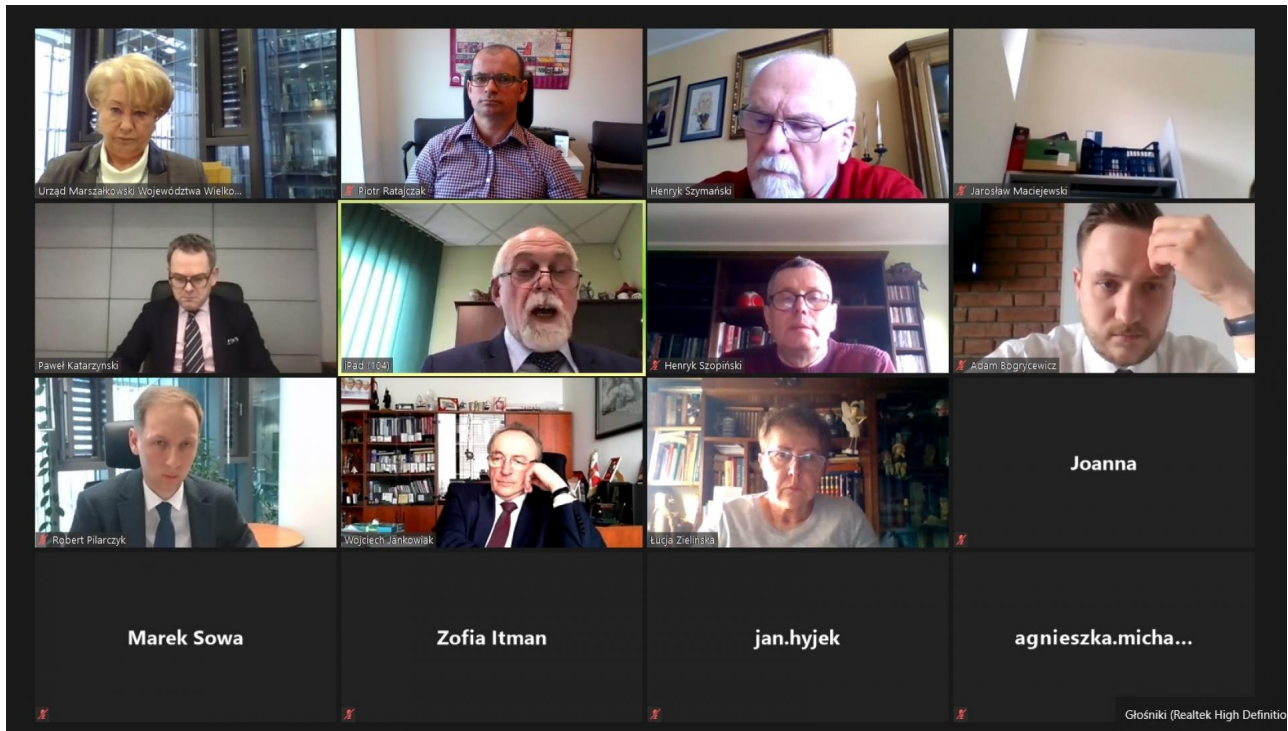 Urząd Marszałkowski Województwa Wielko...
Piotr Ratajczak
Henryk Szymański
Jarosław Maciejewski
Paweł Katarzynski
iPad (104)
Henryk Szopiński
Adam Bogrycewicz
Robert Pilarczyk
Wojciech Jankowiak
Łucja Zielińska
Joanna
Marek Sowa
Zofia Itman
jan.hyjek
agnieszka.micha...
Głośniki (Realtek High Definitio